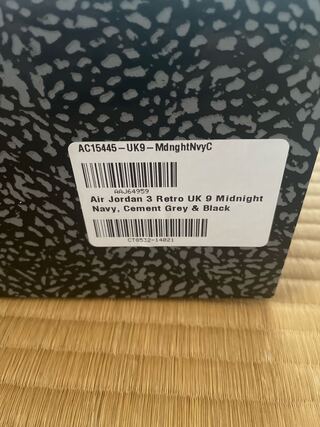 AC15445-UK9-MdnghtNvyC
AAJ64959
Air Jordan 3 Retro UK 9 Midnight
Navy, Cement Grey & Black
CT8532-14021